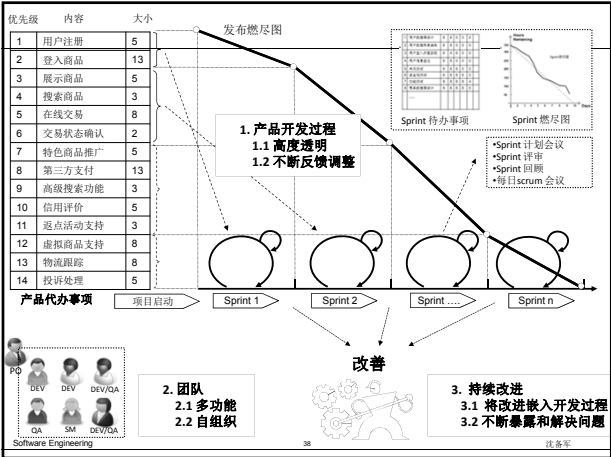 优先级 内容 大小
1 用户注册 5
2 登入商品 13
3 展示商品 5
4 搜索商品 3
5 在线交易 8
6 交易状态确认 2
7 特色商品推广 5
8 第三方支付 13
9 高级搜索功能 3
10 信用评价 5
11 返点活动支持 3
12 虚拟商品支持 8
13 物流跟踪 8
14 投诉处理 5
产品代办事项
发布燃尽图
Sprint 待办事项
Sprint 燃尽图
Hours
Remaining
Days
1. 产品开发过程
1.1 高度透明
1.2 不断反馈调整
•Sprint 计划会议
•Sprint 评审
•Sprint 回顾
•每日scrum 会议
项目启动
Sprint 1
Sprint 2
Sprint ….
Sprint n
改善
PO
DEV DEV DEV/QA
QA SM DEV/QA
2. 团队
2.1 多功能
2.2 自组织
3. 持续改进
3.1 将改进嵌入开发过程
3.2 不断暴露和解决问题
Software Engineering
38
沈备军